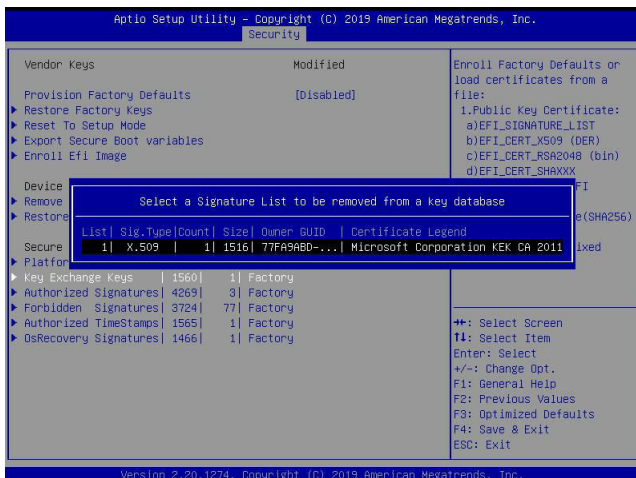 Aptio Setup Utility – Copyright (C) 2019 American Megatrends, Inc.
Security
Vendor Keys Modified
Provision Factory Defaults [Disabled]
Restore Factory Keys
Reset To Setup Mode
Export Secure Boot variables
Enroll Efi Image
Device
Remove
Restore
Secure
Platfor
Key Exchange Keys | 1560| 1| Factory
Authorized Signatures| 4269| 3| Factory
Forbidden Signatures| 3724| 77| Factory
Authorized TimeStamps| 1565| 1| Factory
OsRecovery Signatures| 1466| 1| Factory
Select a Signature List to be removed from a key database
List| Sig.Type|Count| Size| Owner GUID | Certificate Legend
1| X.509 | 1| 1516| 77FA9ABD-...| Microsoft Corporation KEK CA 2011
Enroll Factory Defaults or
load certificates from a
file:
1.Public Key Certificate:
a)EFI_SIGNATURE_LIST
b)EFI_CERT_X509 (DER)
c)EFI_CERT_RSA2048 (bin)
d)EFI_CERT_SHAXXX
FI
e(SHA256)
ixed
++: Select Screen
↑↓: Select Item
Enter: Select
+/-: Change Opt.
F1: General Help
F2: Previous Values
F3: Optimized Defaults
F4: Save & Exit
ESC: Exit
Version 2.20.1274. Copyright (C) 2019 American Megatrends, Inc.